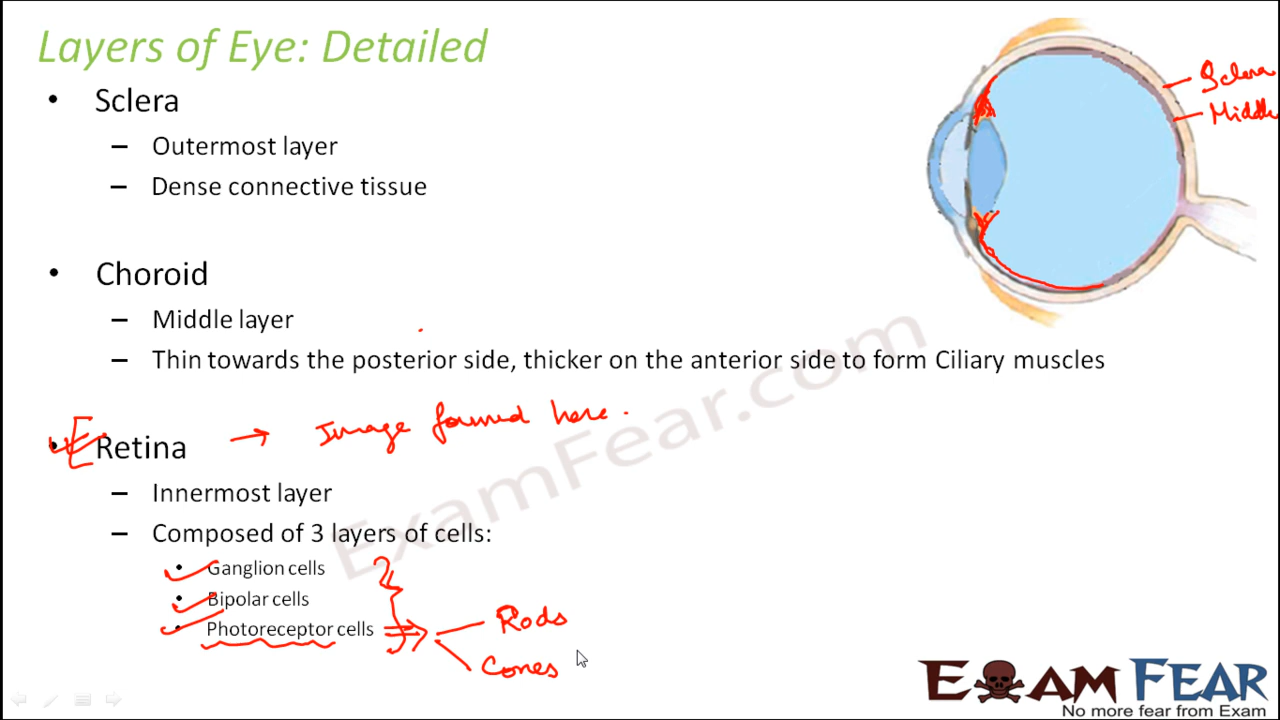 Layers of Eye: Detailed
• Sclera
– Outermost layer
– Dense connective tissue
Sclera
Middle
• Choroid
– Middle layer
– Thin towards the posterior side, thicker on the anterior side to form Ciliary muscles
• Retina → Image formed here.
– Innermost layer
– Composed of 3 layers of cells:
• Ganglion cells
• Bipolar cells
• Photoreceptor cells
Rods
Cones
ExamFear.com
EXAM FEAR
No more fear from Exam